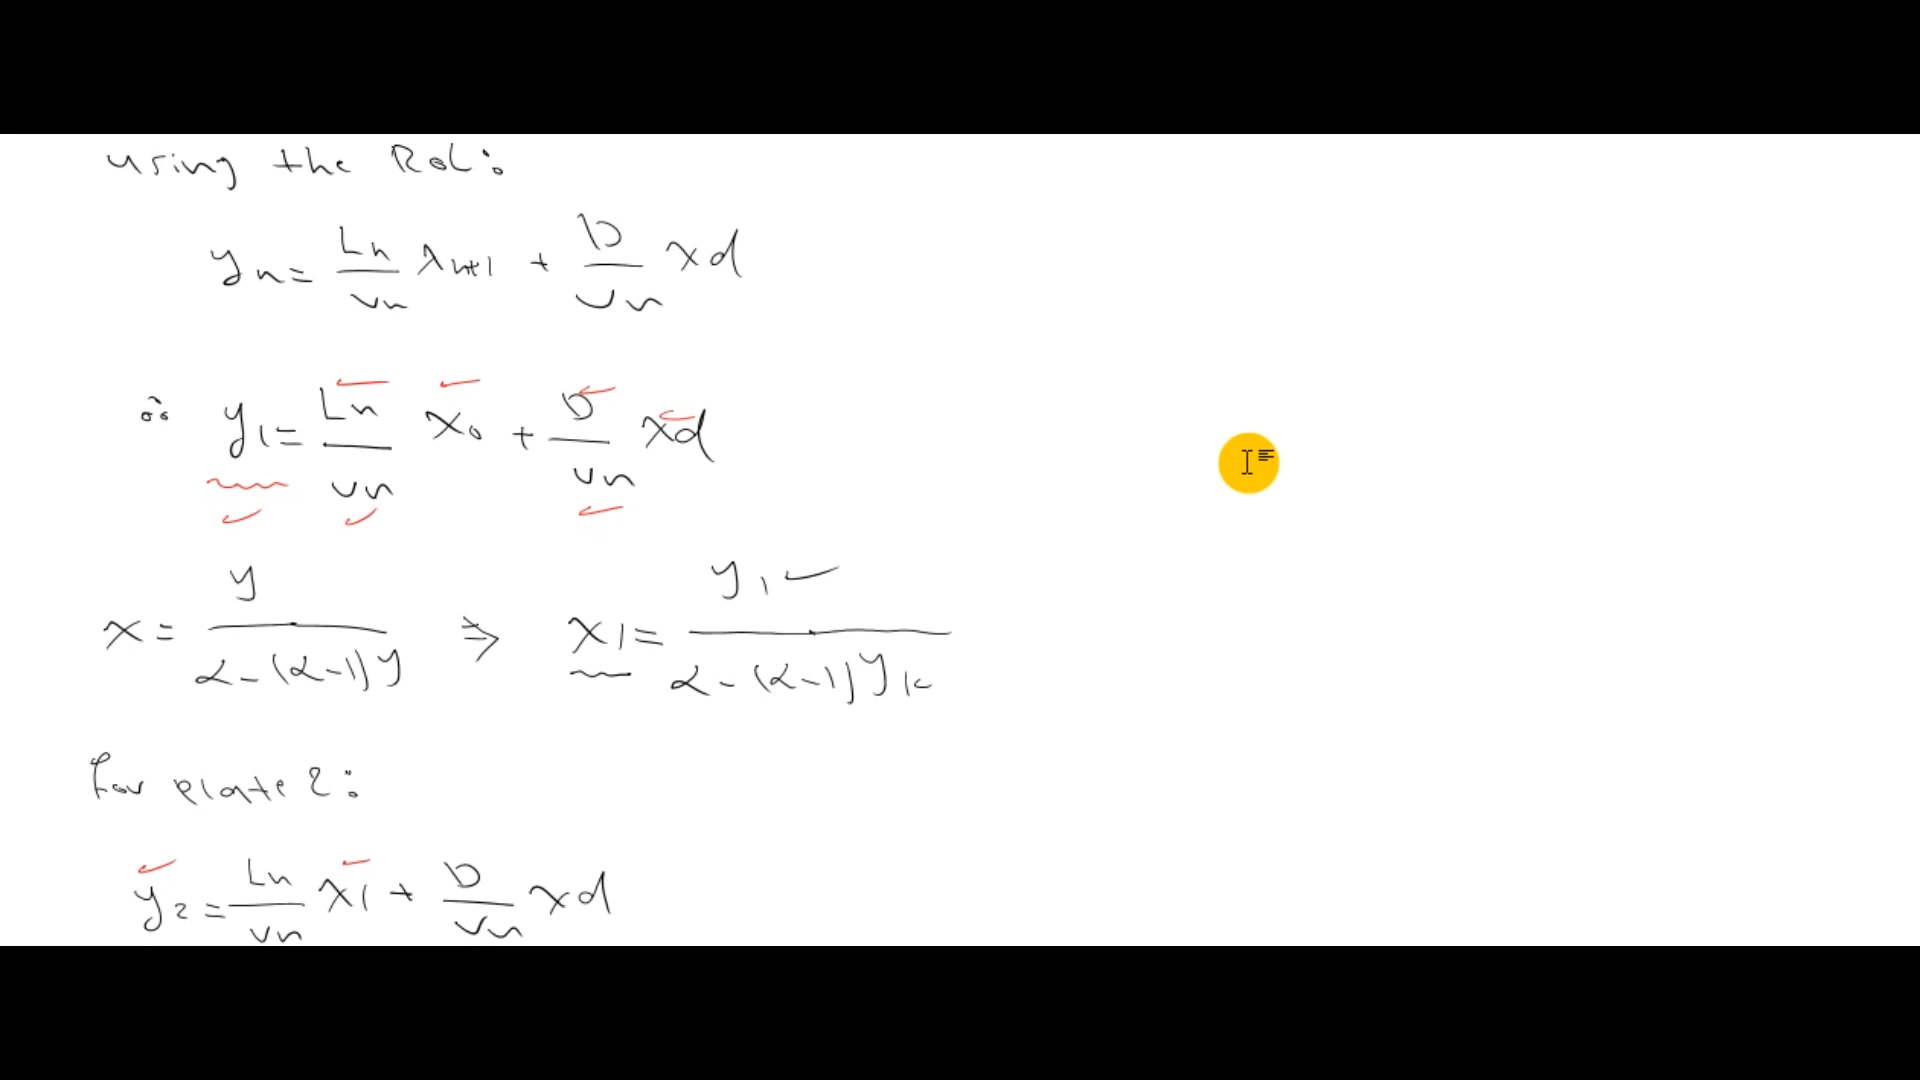 using the RoL:
yn = Ln/Vn xn+1 + D/Vn xd
∴ y1 = Ln/Vn x0 + D/Vn xd
x = y/(α-(α-1)y) ⇒ x1 = y1/(α-(α-1)y1)
for plate 2:
y2 = Ln/Vn x1 + D/Vn xd